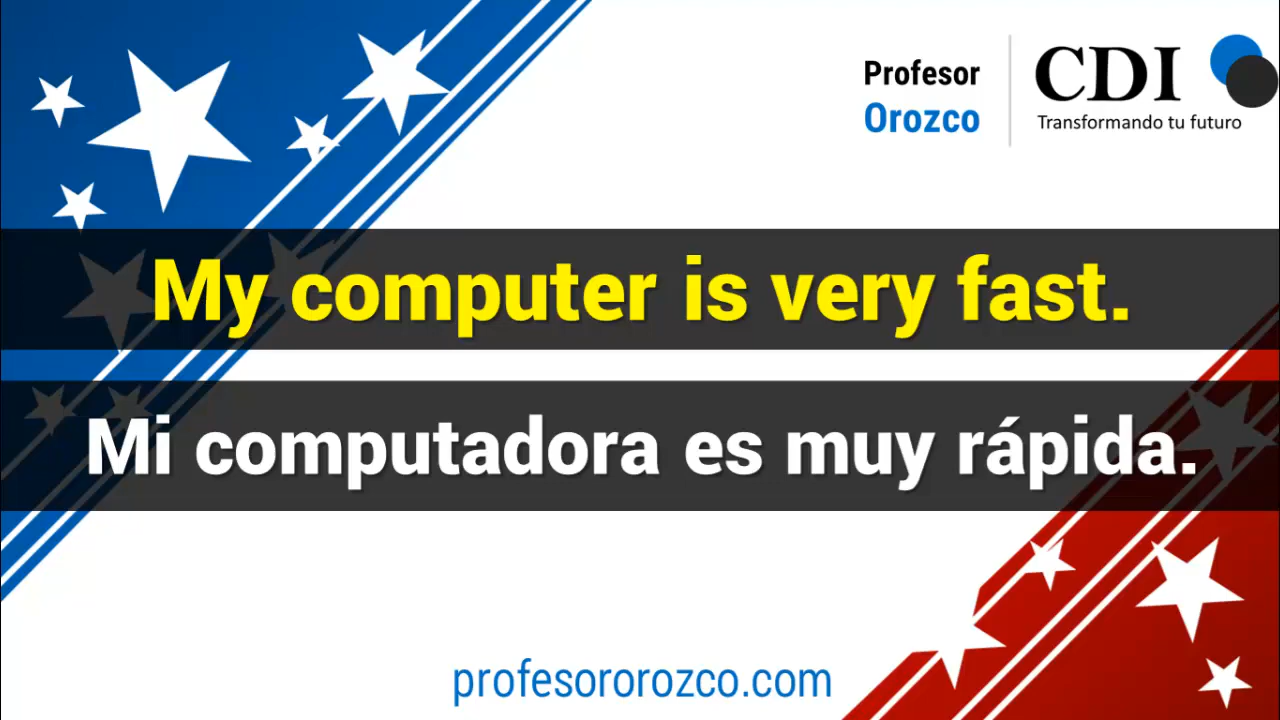 Profesor
Orozco
CDI
Transformando tu futuro
My computer is very fast.
Mi computadora es muy rápida.
profesororozco.com